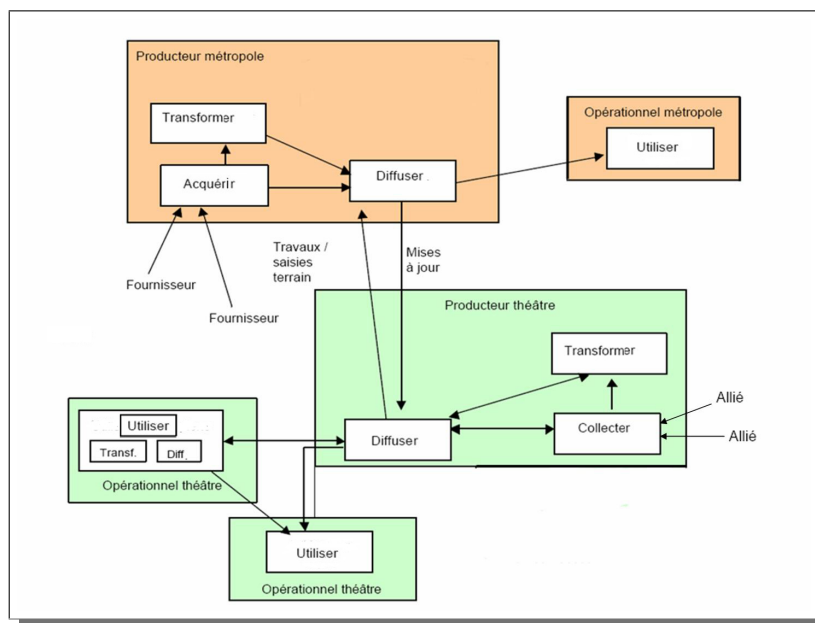 Producteur métropole
Transformer
Acquérir
Diffuser
Opérationnel métropole
Utiliser
Fournisseur
Fournisseur
Travaux /
saisies
terrain
Mises
à jour
Producteur théâtre
Transformer
Diffuser
Collecter
Allié
Allié
Utiliser
Transf.
Diff.
Opérationnel théâtre
Utiliser
Opérationnel théâtre